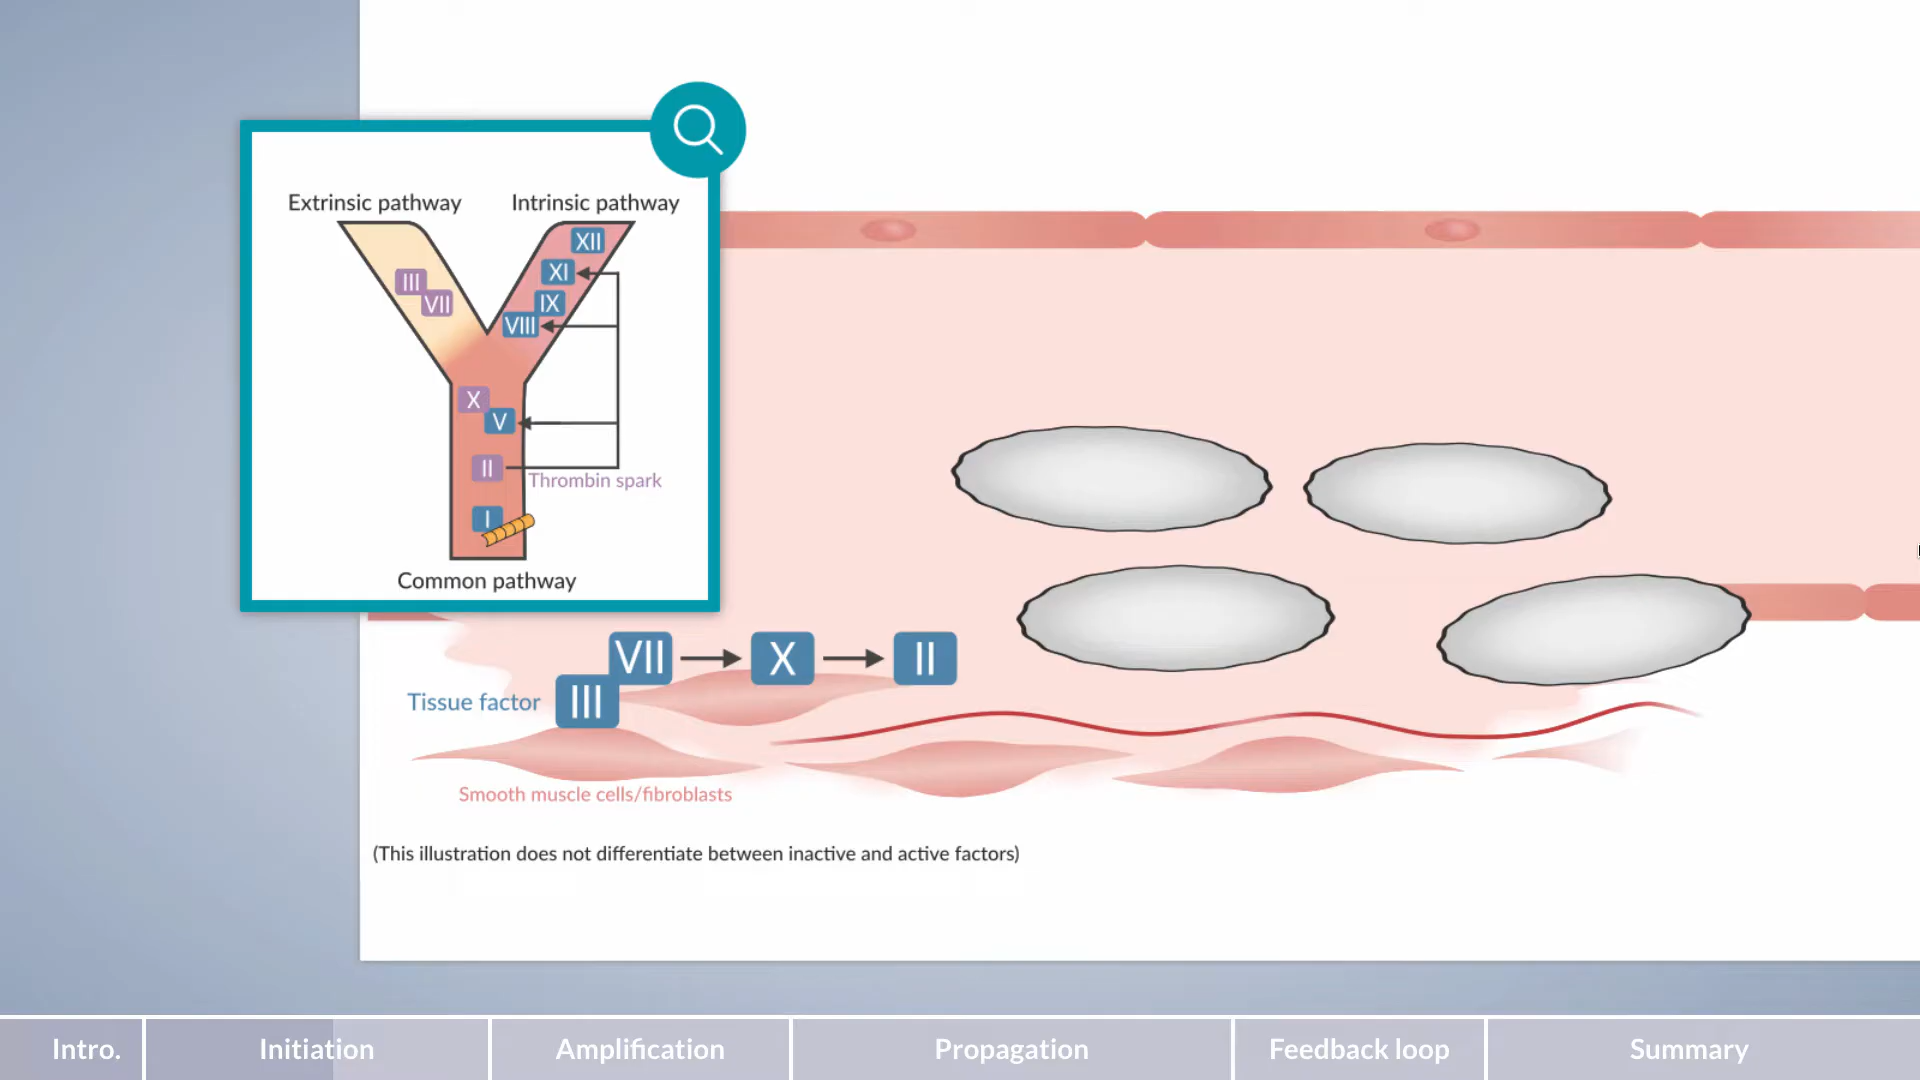 Extrinsic pathway
Intrinsic pathway
XII
XI
IX
VIII
III
VII
X
V
II
Thrombin spark
I
Common pathway
VII
X
II
Tissue factor
III
Smooth muscle cells/fibroblasts
(This illustration does not differentiate between inactive and active factors)
Intro.
Initiation
Amplification
Propagation
Feedback loop
Summary